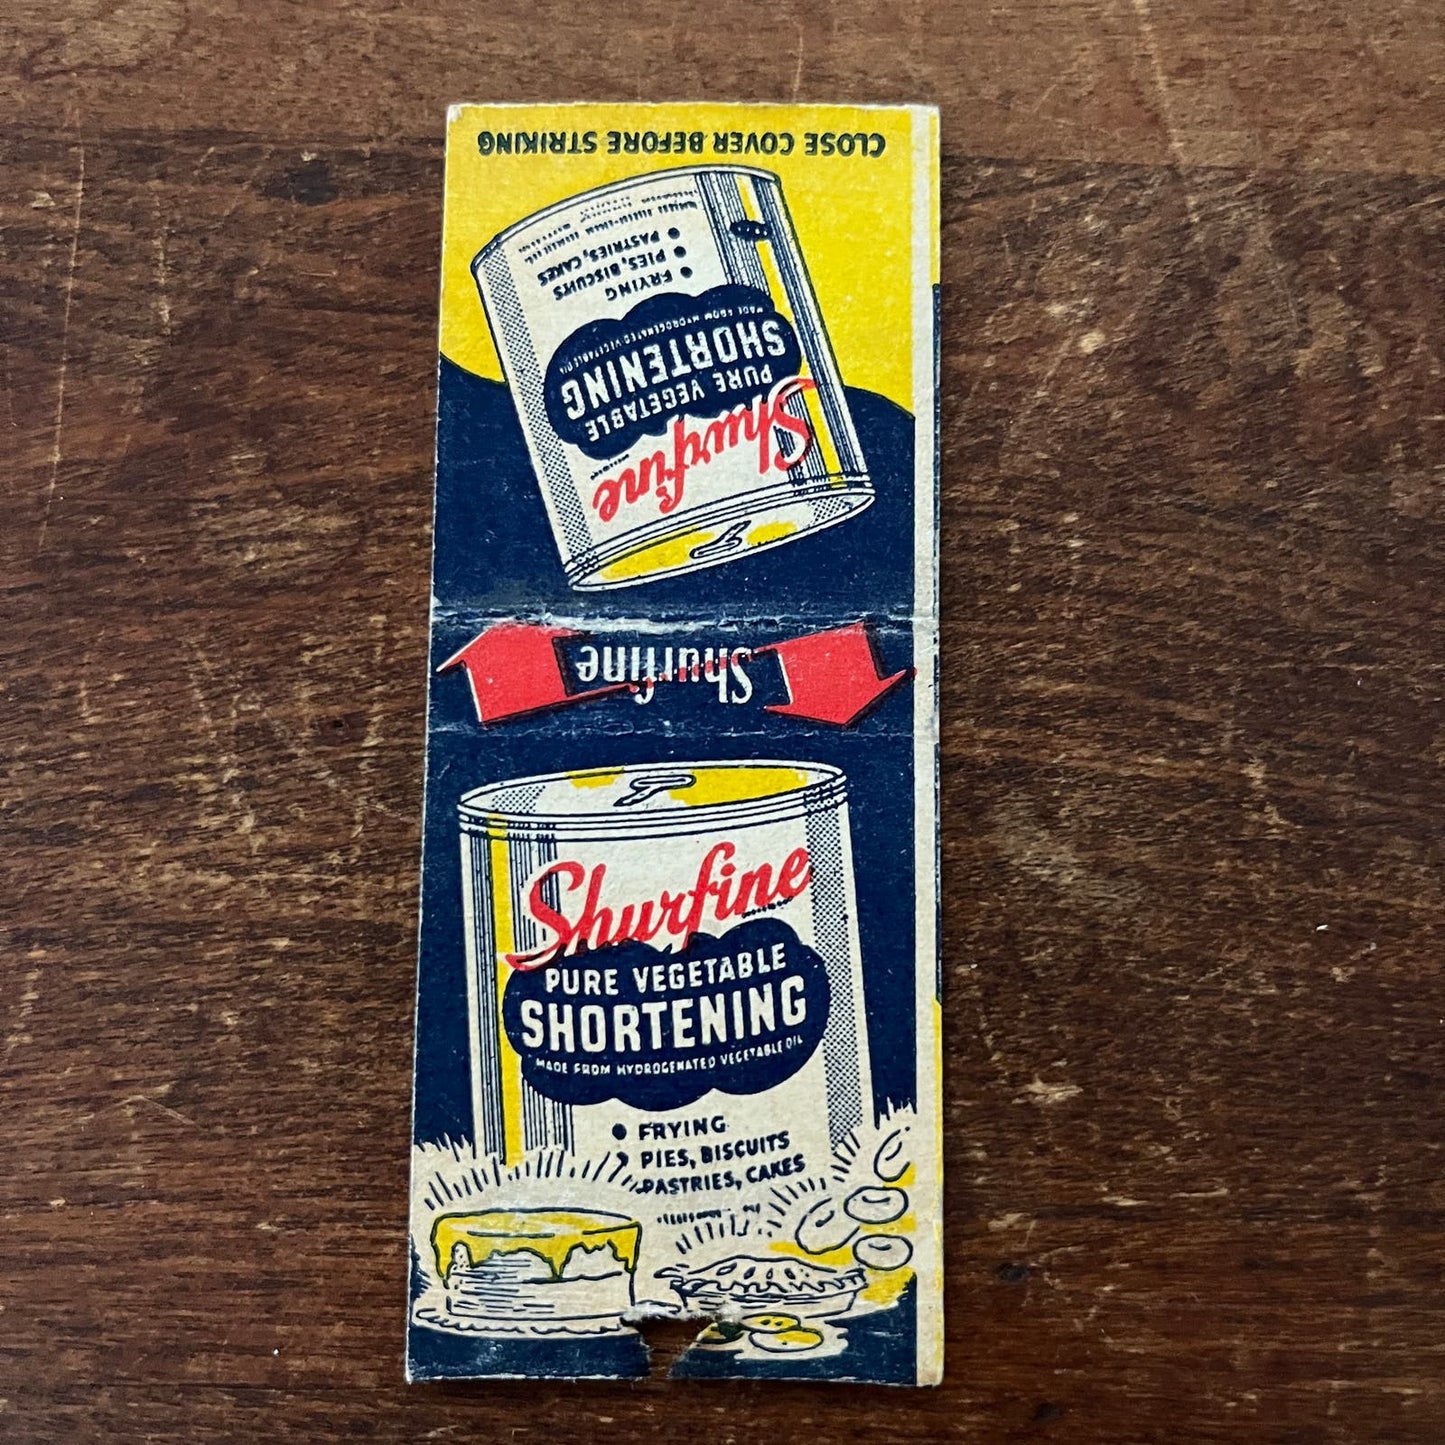 CLOSE COVER BEFORE STRIKING
Shurfine
PURE VEGETABLE
SHORTENING
MADE FROM HYDROGENATED VEGETABLE OIL
• FRYING
• PIES, BISCUITS
• PASTRIES, CAKES
Shurfine
Shurfine
PURE VEGETABLE
SHORTENING
MADE FROM HYDROGENATED VEGETABLE OIL
• FRYING
PIES, BISCUITS
PASTRIES, CAKES